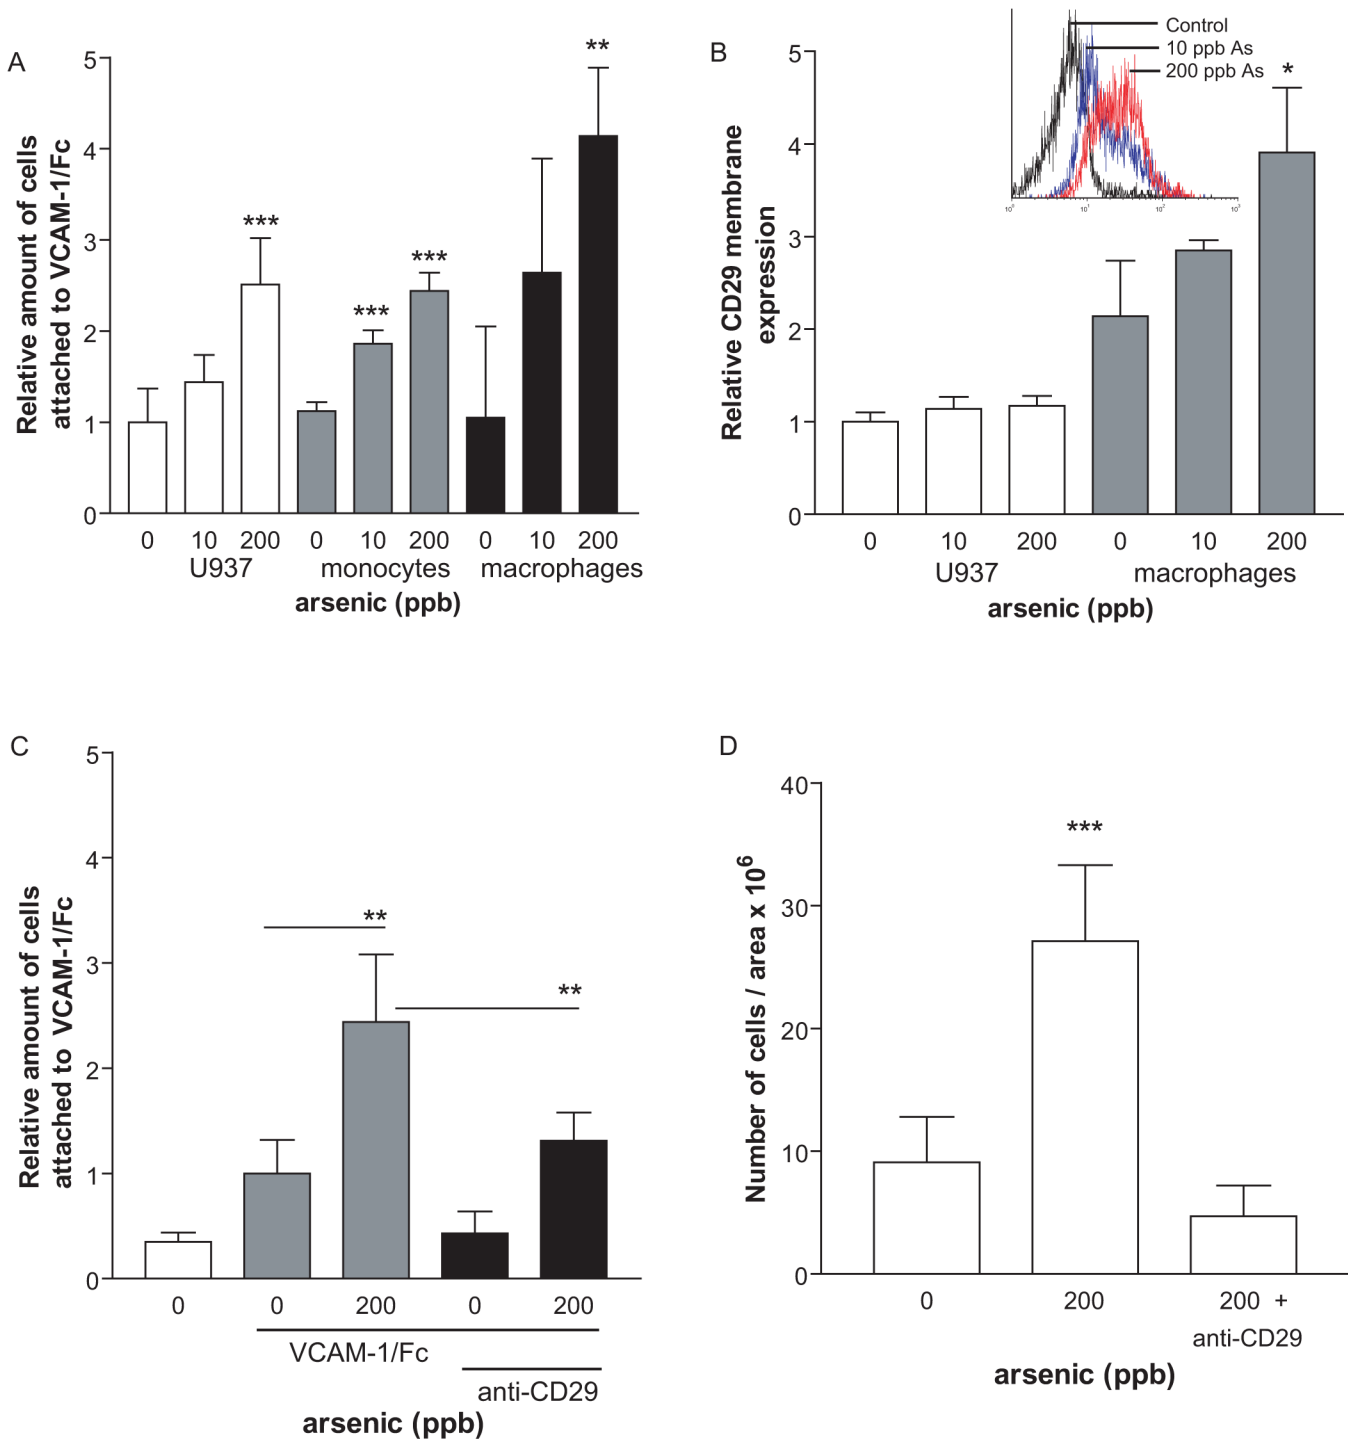 A
Relative amount of cells
attached to VCAM-1/Fc
5
4
3
2
1
0
***
***
***
**
0 10 200 0 10 200 0 10 200
U937 monocytes macrophages
arsenic (ppb)
B
Relative CD29 membrane
expression
5
4
3
2
1
0
Control
10 ppb As
200 ppb As
10⁰ 10¹ 10² 10³
*
0 10 200 0 10 200
U937 macrophages
arsenic (ppb)
C
Relative amount of cells
attached to VCAM-1/Fc
5
4
3
2
1
0
**
**
0 0 200 0 200
VCAM-1/Fc
anti-CD29
arsenic (ppb)
D
Number of cells / area x 10⁶
40
30
20
10
0
***
0 200 200 +
anti-CD29
arsenic (ppb)